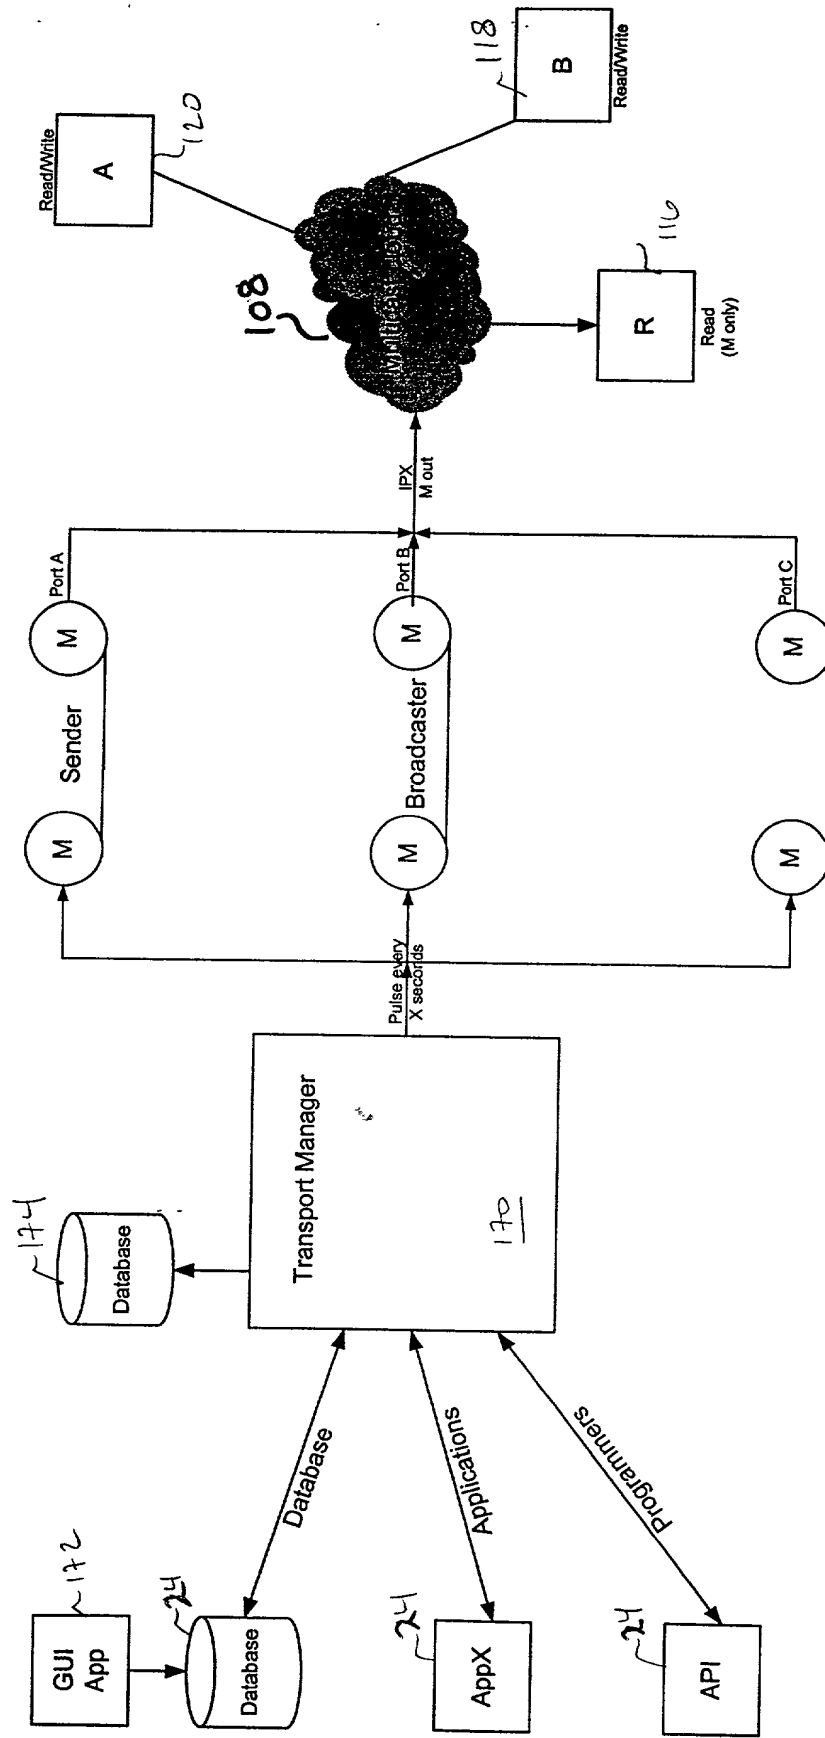 GUI
App
172
24
Database
24
AppX
24
API
Database
Applications
Programmers
174
Database
Transport Manager
170
Pulse every
X seconds
M
Sender
M
Port A
M
Broadcaster
M
Port B
M
M
Port C
IPX
M out
108
Read/Write
A
120
118
B
Read/Write
116
R
Read
(M only)